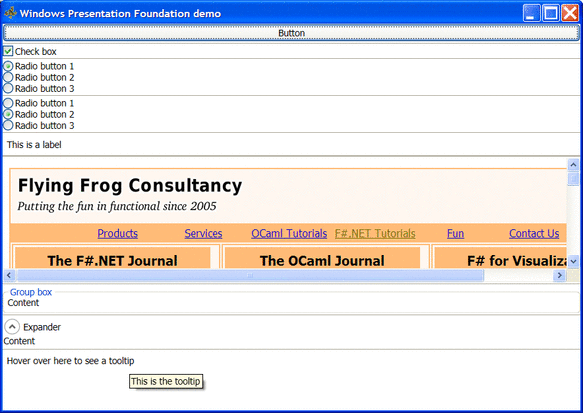 Windows Presentation Foundation demo
Button
Check box
Radio button 1
Radio button 2
Radio button 3
Radio button 1
Radio button 2
Radio button 3
This is a label
Flying Frog Consultancy
Putting the fun in functional since 2005
Products Services OCaml Tutorials F#.NET Tutorials Fun Contact Us
The F#.NET Journal The OCaml Journal F# for Visualiza
Group box
Content
Expander
Content
Hover over here to see a tooltip
This is the tooltip